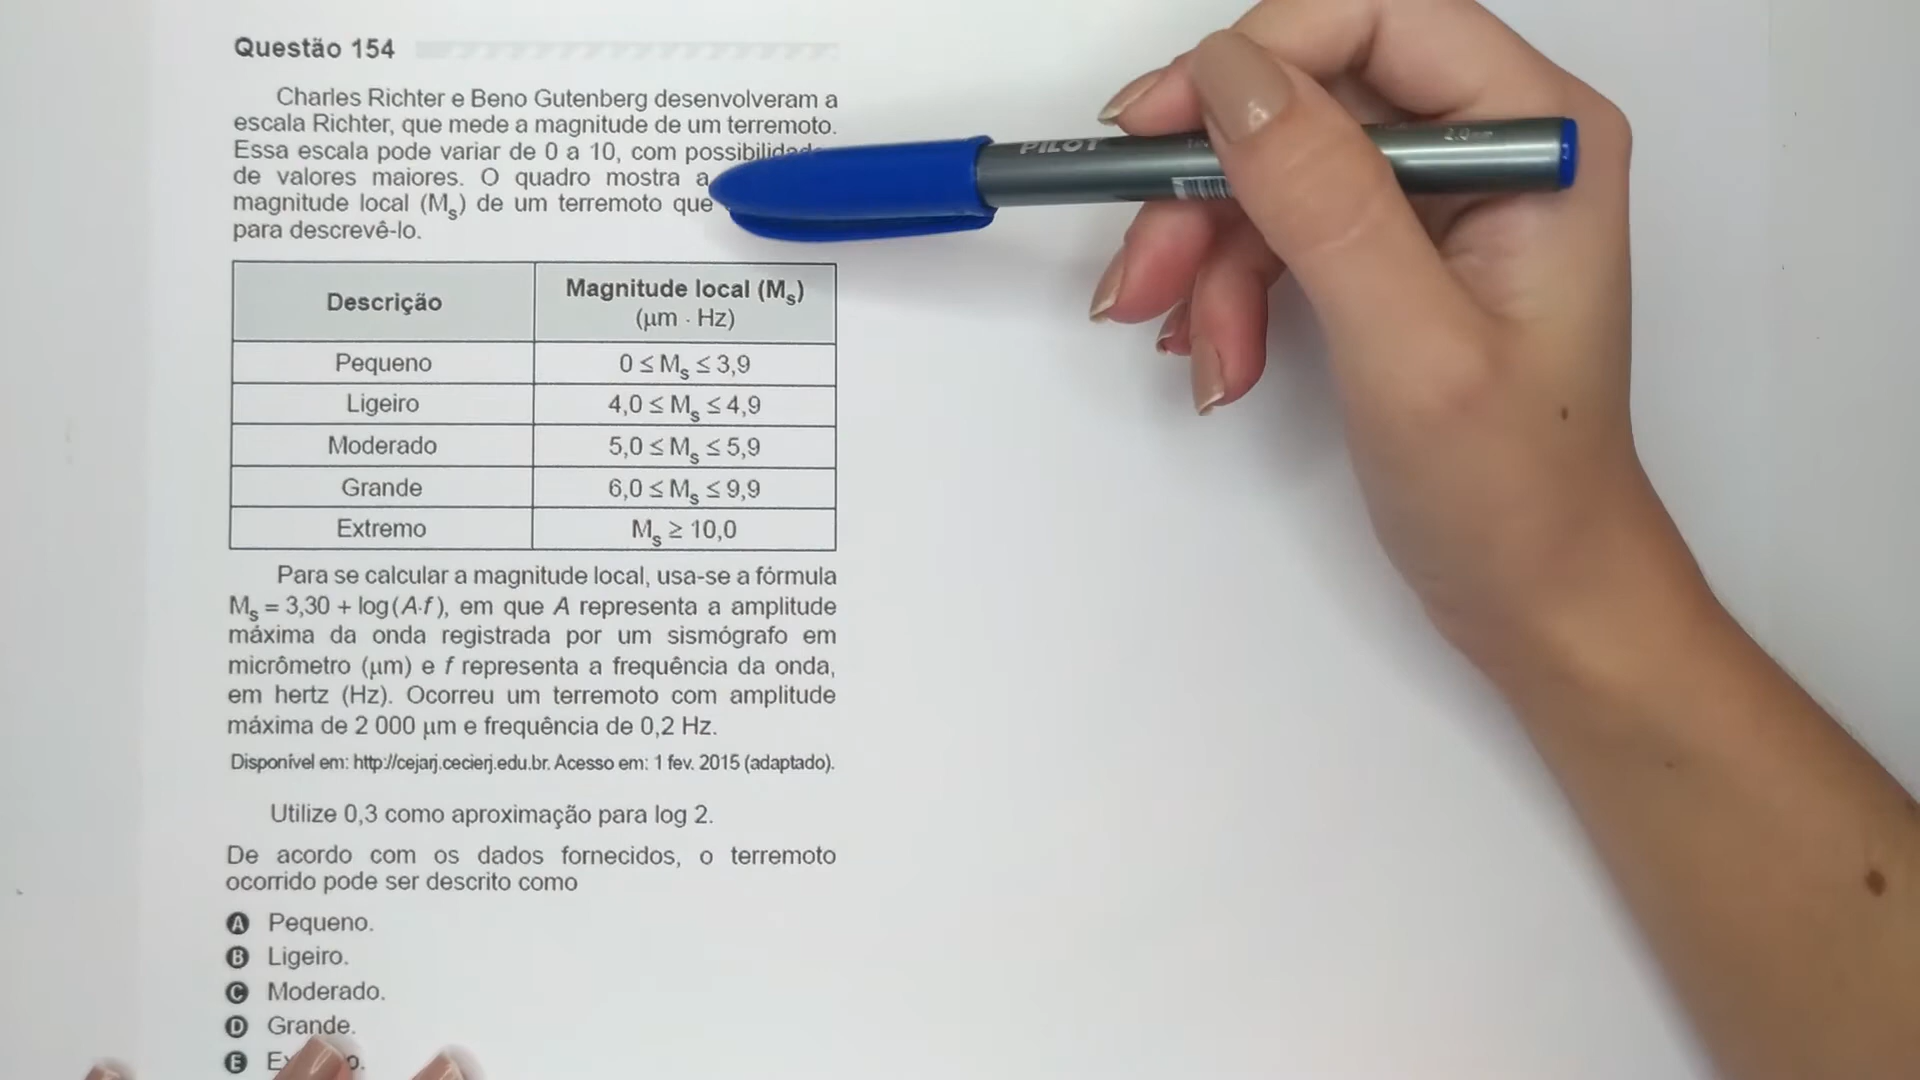 Questão 154
Charles Richter e Beno Gutenberg desenvolveram a
escala Richter, que mede a magnitude de um terremoto.
Essa escala pode variar de 0 a 10, com
de valores maiores. O quadro mostra a
magnitude local (Mₛ) de um terremoto que
para descrevê-lo.
Descrição
Magnitude local (Mₛ)
(μm · Hz)
Pequeno 0 ≤ Mₛ ≤ 3,9
Ligeiro 4,0 ≤ Mₛ ≤ 4,9
Moderado 5,0 ≤ Mₛ ≤ 5,9
Grande 6,0 ≤ Mₛ ≤ 9,9
Extremo Mₛ ≥ 10,0
Para se calcular a magnitude local, usa-se a fórmula
Mₛ = 3,30 + log(A·f), em que A representa a amplitude
máxima da onda registrada por um sismógrafo em
micrômetro (μm) e f representa a frequência da onda,
em hertz (Hz). Ocorreu um terremoto com amplitude
máxima de 2 000 μm e frequência de 0,2 Hz.
Disponível em: http://cejarj.cecierj.edu.br. Acesso em: 1 fev. 2015 (adaptado).
Utilize 0,3 como aproximação para log 2.
De acordo com os dados fornecidos, o terremoto
ocorrido pode ser descrito como
A Pequeno.
B Ligeiro.
C Moderado.
D Grande.
E
PILOT
2.0mm